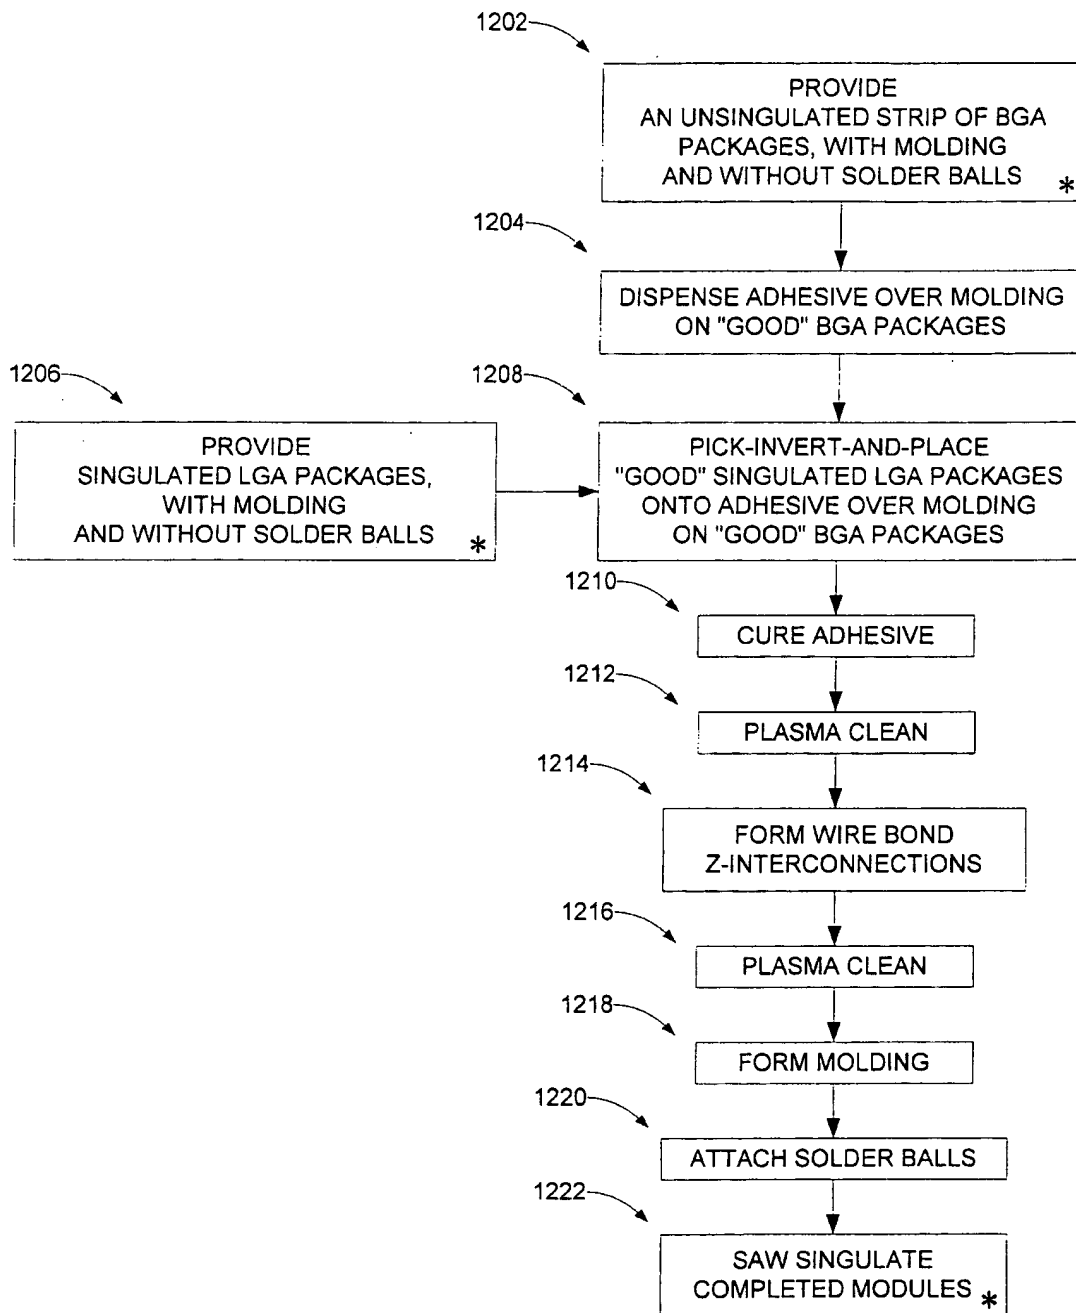 1202
PROVIDE
AN UNSINGULATED STRIP OF BGA
PACKAGES, WITH MOLDING
AND WITHOUT SOLDER BALLS *
1204
DISPENSE ADHESIVE OVER MOLDING
ON "GOOD" BGA PACKAGES
1206
PROVIDE
SINGULATED LGA PACKAGES,
WITH MOLDING
AND WITHOUT SOLDER BALLS *
1208
PICK-INVERT-AND-PLACE
"GOOD" SINGULATED LGA PACKAGES
ONTO ADHESIVE OVER MOLDING
ON "GOOD" BGA PACKAGES
1210
CURE ADHESIVE
1212
PLASMA CLEAN
1214
FORM WIRE BOND
Z-INTERCONNECTIONS
1216
PLASMA CLEAN
1218
FORM MOLDING
1220
ATTACH SOLDER BALLS
1222
SAW SINGULATE
COMPLETED MODULES *